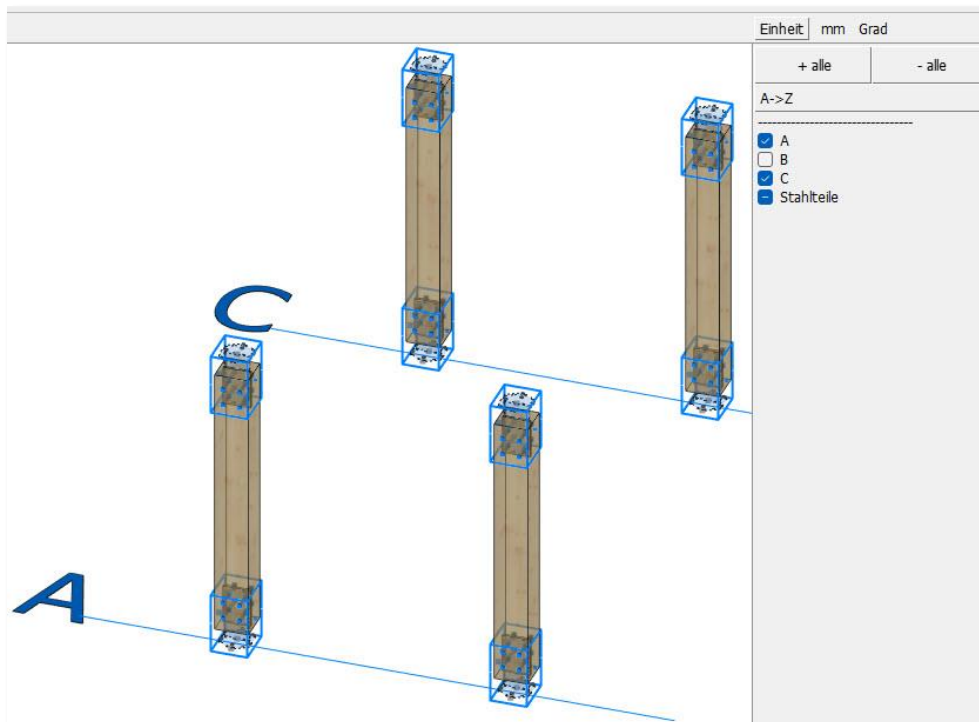 Einheit mm Grad
+ alle - alle
A->Z
-----------------------------------
A
B
C
Stahlteile
C
A